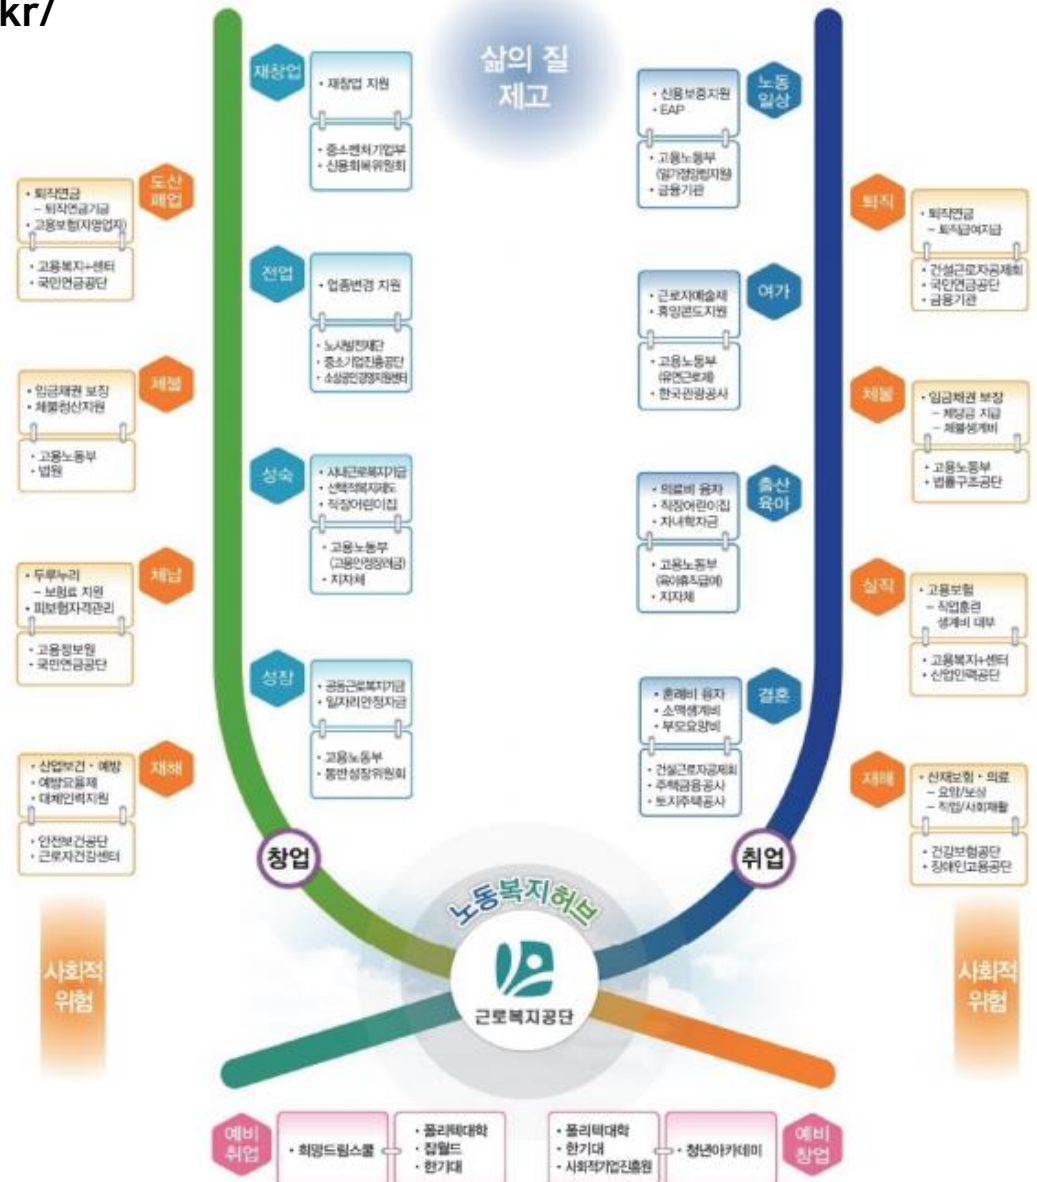 kr/
삶의 질
제고
재창업
• 재창업 지원
• 중소벤처기업부
• 신용회복위원회
노동
일상
• 신용보증지원
• EAP
• 고용노동부
(일가정양립지원)
• 금융기관
도산
폐업
• 퇴직연금
– 퇴직연금기금
• 고용보험(자영업자)
• 고용복지+센터
• 국민연금공단
퇴직
• 퇴직연금
– 퇴직급여지급
• 건설근로자공제회
• 국민연금공단
• 금융기관
전업
• 업종변경 지원
• 노사발전재단
• 중소기업진흥공단
• 소상공인경영지원센터
여가
• 근로자예술제
• 휴양콘도지원
• 고용노동부
(유연근로제)
• 한국관광공사
체불
• 임금채권 보장
• 체불청산지원
• 고용노동부
• 법원
체불
• 임금채권 보장
– 체당금 지급
– 체불생계비
• 고용노동부
• 법률구조공단
성숙
• 사내근로복지기금
• 선택적복지제도
• 직장어린이집
• 고용노동부
(고용안정장려금)
• 지자체
출산
육아
• 의료비 융자
• 직장어린이집
• 자녀학자금
• 고용노동부
(육아휴직급여)
• 지자체
체납
• 두루누리
– 보험료 지원
• 피보험자격관리
• 고용정보원
• 국민연금공단
실직
• 고용보험
– 직업훈련
생계비 대부
• 고용복지+센터
• 산업인력공단
성장
• 공동근로복지기금
• 일자리안정자금
• 고용노동부
• 동반성장위원회
결혼
• 혼례비 융자
• 소액생계비
• 부모요양비
• 건설근로자공제회
• 주택금융공사
• 토지주택공사
재해
• 산업보건・예방
• 예방요율제
• 대체인력지원
• 안전보건공단
• 근로자건강센터
재해
• 산재보험・의료
– 요양/보상
– 직업/사회재활
• 건강보험공단
• 장애인고용공단
창업
취업
노동복지허브
근로복지공단
사회적
위험
사회적
위험
예비
취업
• 희망드림스쿨
• 폴리텍대학
• 잡월드
• 한기대
• 폴리텍대학
• 한기대
• 사회적기업진흥원
• 청년아카데미
예비
창업